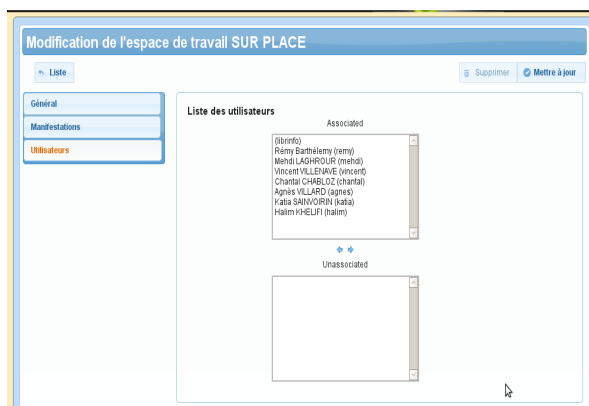 Modification de l'espace de travail SUR PLACE
Liste
Supprimer
Mettre à jour
Général
Manifestations
Utilisateurs
Liste des utilisateurs
Associated
(librinfo)
Rémy Barthélemy (remy)
Mehdi LAGHROUR (mehdi)
Vincent VILLENAVE (vincent)
Chantal CHABLOZ (chantal)
Agnès VILLARD (agnes)
Katia SAINVOIRIN (katia)
Halim KHELIFI (halim)
Unassociated